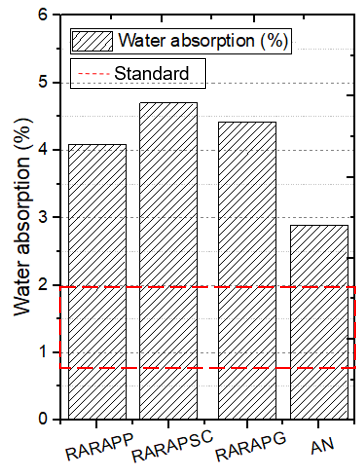 Water absorption (%)
Standard
Water absorption (%)
6
5
4
3
2
1
0
RARAPP
RARAPSC
RARAPG
AN